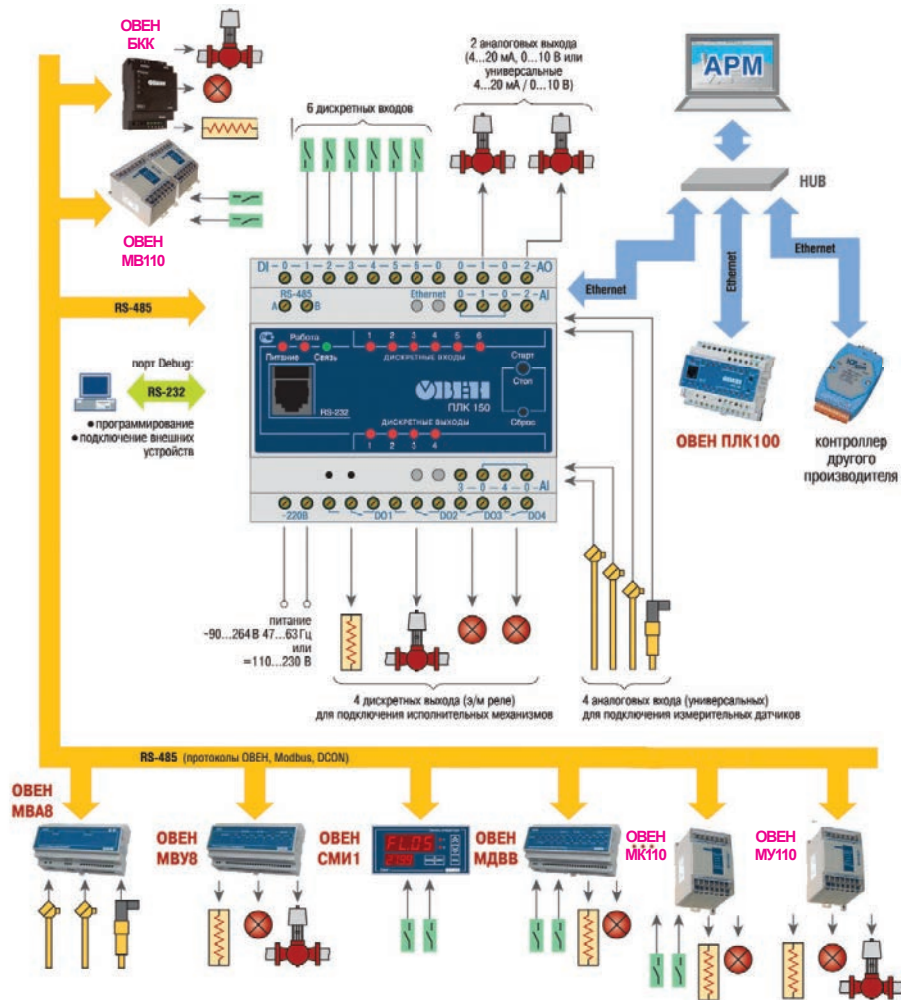 ОВЕН
БКК
2 аналоговых выхода
(4...20 мА, 0...10 В или
универсальные
4...20 мА / 0...10 В)
АРМ
6 дискретных входов
HUB
ОВЕН
МВ110
Ethernet
Ethernet
Ethernet
DI - 0 - 1 - 2 - 3 - 4 - 5 - 6 - 0 0 - 1 - 0 - 2 - AO
RS-485
A B
Ethernet
0 - 1 - 0 - 2 - AI
RS-485
Работа
Питание Связь
1 2 3 4 5 6
ДИСКРЕТНЫЕ ВХОДЫ
Старт
Стоп
порт Debug:
RS-232
• программирование
• подключение внешних
устройств
ОВЕН
ПЛК 150
RS-232
Сброс
ДИСКРЕТНЫЕ ВЫХОДЫ
1 2 3 4
ОВЕН ПЛК100
контроллер
другого
производителя
3 - 0 - 4 - 0 - AI
~220В DO1 DO2 DO3 DO4
питание
~90...264 В 47...63 Гц
или
=110...230 В
4 дискретных выхода (э/м реле)
для подключения исполнительных механизмов
4 аналоговых входа (универсальных)
для подключения измерительных датчиков
RS-485 (протоколы ОВЕН, Modbus, DCON)
ОВЕН
МВА8
ОВЕН
МВУ8
ОВЕН
СМИ1
ОВЕН
МДВВ
ОВЕН
МК110
ОВЕН
МУ110